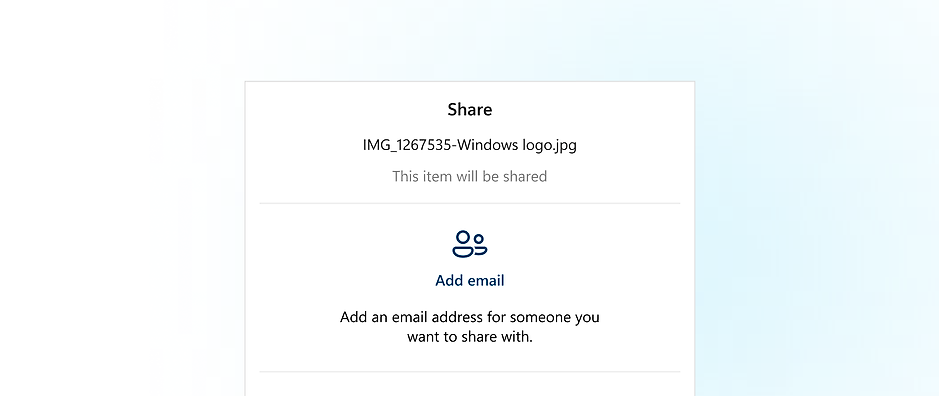 Share
IMG_1267535-Windows logo.jpg
This item will be shared
Add email
Add an email address for someone you
want to share with.